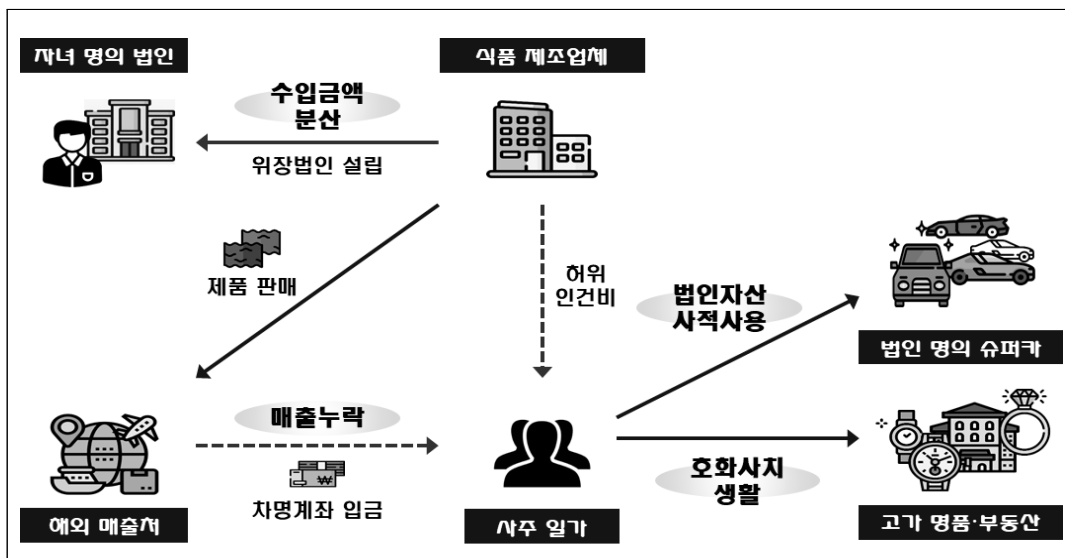 자녀 명의 법인
식품 제조업체
수입금액
분산
위장법인 설립
제품 판매
허위
인건비
법인자산
사적사용
법인 명의 슈퍼카
매출누락
₩
차명계좌 입금
호화사치
생활
해외 매출처
사주 일가
고가 명품·부동산